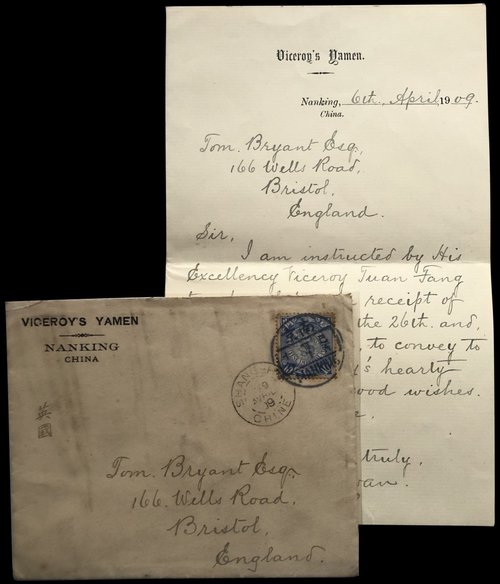 Viceroy's Yamen.
Nanking, 6th. April, 1909.
China.
Tom. Bryant Esq.,
166 Wells Road,
Bristol,
England.
Sir,
I am instructed by His
Excellency Viceroy Tuan Fang
receipt of
the 26th. and,
to convey to
's hearty
good wishes.
truly,
VICEROY'S YAMEN
NANKING
CHINA
英國
CHINE
Tom. Bryant Esq.
166. Wells Road.
Bristol,
England.